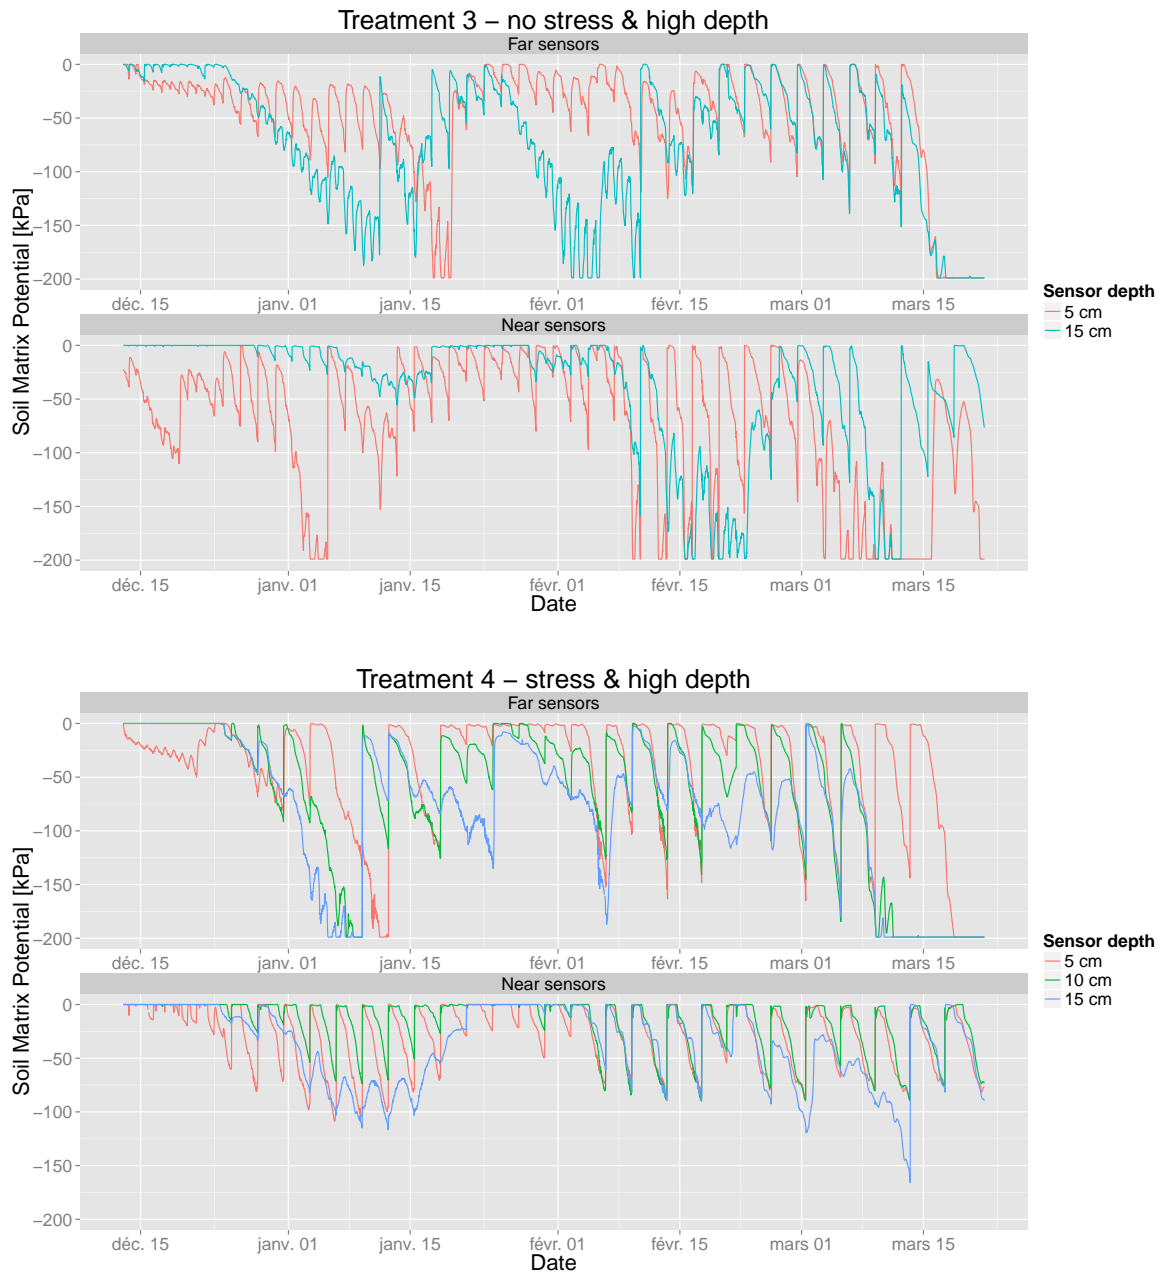 Treatment 3 – no stress & high depth
Far sensors
0
−50
−100
−150
−200
déc. 15
janv. 01
janv. 15
févr. 01
févr. 15
mars 01
mars 15
Near sensors
0
−50
−100
−150
−200
déc. 15
janv. 01
janv. 15
févr. 01
févr. 15
mars 01
mars 15
Date
Soil Matrix Potential [kPa]
Sensor depth
5 cm
15 cm
Treatment 4 – stress & high depth
Far sensors
0
−50
−100
−150
−200
déc. 15
janv. 01
janv. 15
févr. 01
févr. 15
mars 01
mars 15
Near sensors
0
−50
−100
−150
−200
déc. 15
janv. 01
janv. 15
févr. 01
févr. 15
mars 01
mars 15
Date
Soil Matrix Potential [kPa]
Sensor depth
5 cm
10 cm
15 cm